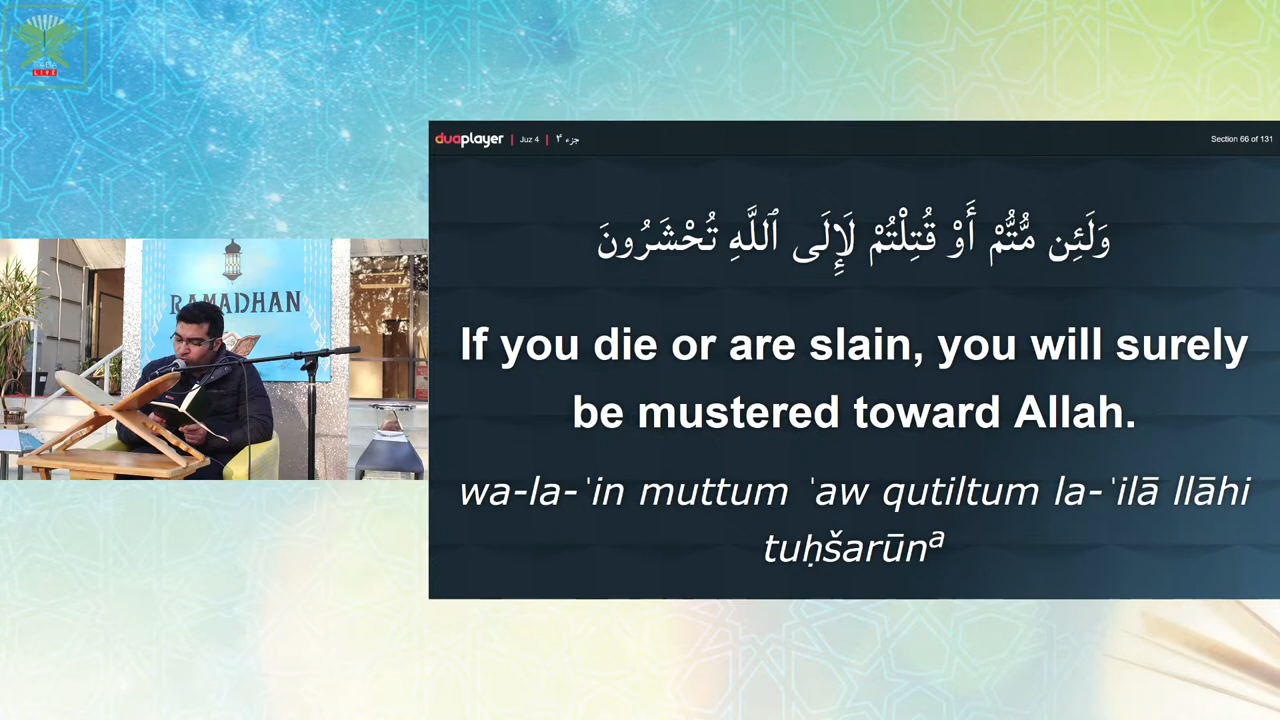 LIVE
duaplayer | Juz 4 | جزء ۴
Section 66 of 131
وَلَئِن مُّتُّمْ أَوْ قُتِلْتُمْ لَإِلَى ٱللَّهِ تُحْشَرُونَ
If you die or are slain, you will surely
be mustered toward Allah.
wa-la-ʾin muttum ʾaw qutiltum la-ʾilā llāhi
tuḥšarūnᵃ
RAMADHAN